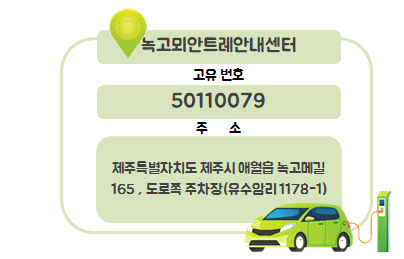 녹고뫼안트레안내센터
고유 번호
50110079
주 소
제주특별자치도 제주시 애월읍 녹고메길
165 , 도로쪽 주차장(유수암리 1178-1)